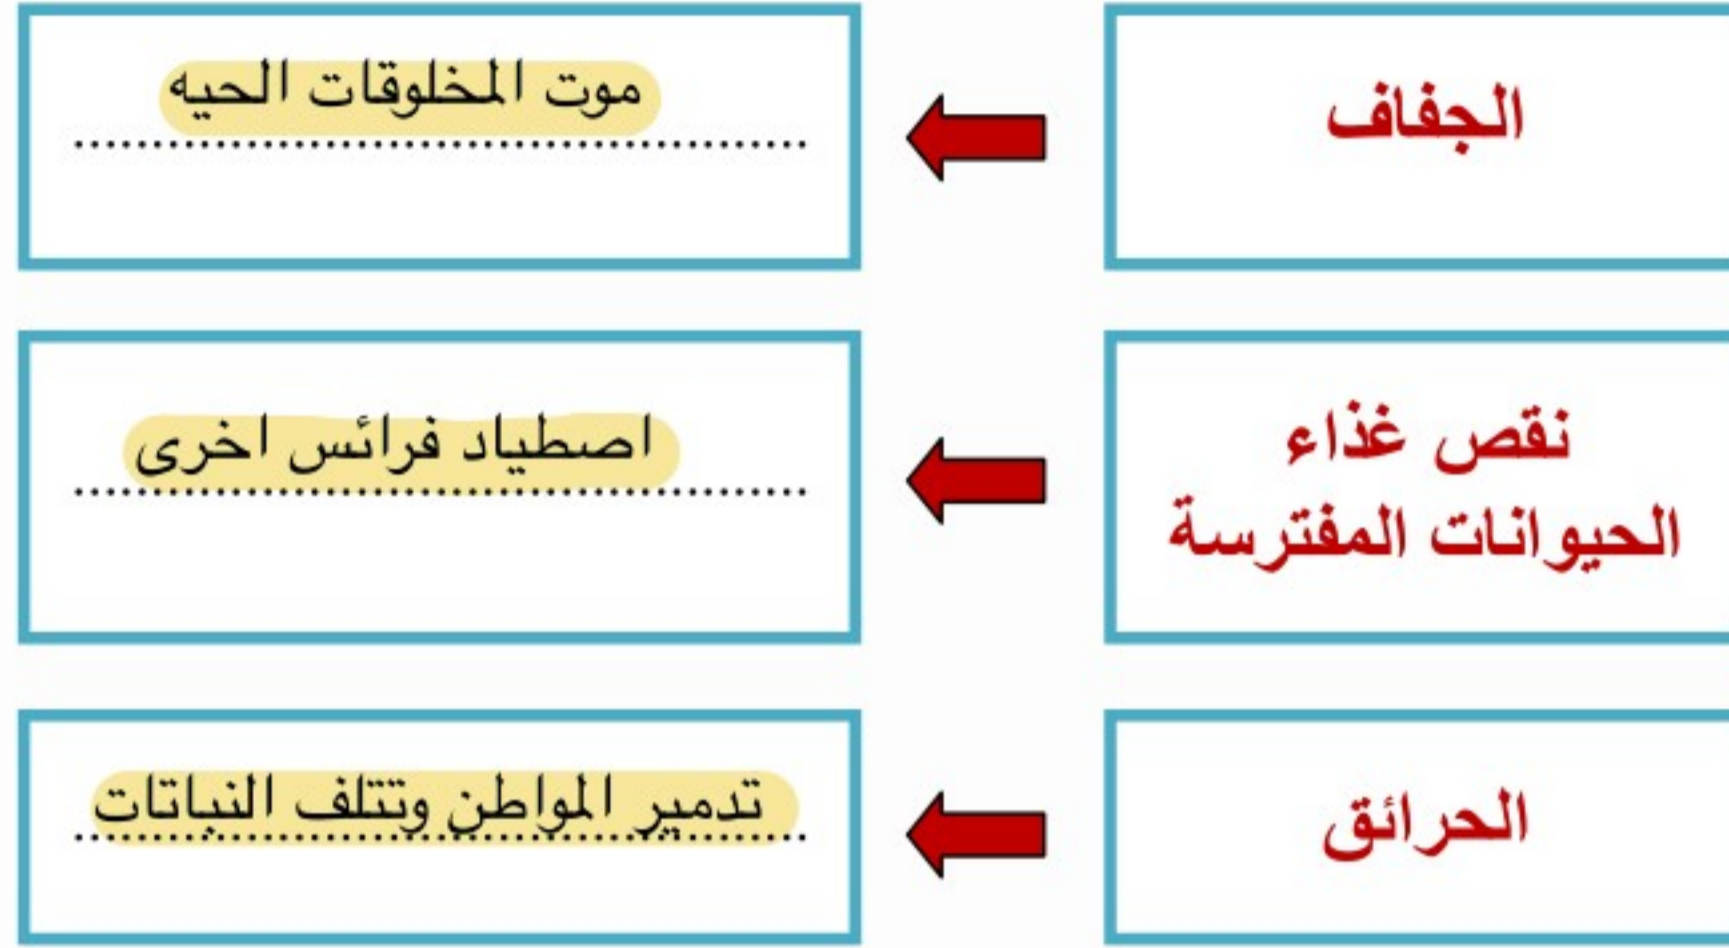 الجفاف
موت المخلوقات الحيه
نقص غذاء
الحيوانات المفترسة
اصطياد فرائس اخرى
الحرائق
تدمير المواطن وتتلف النباتات